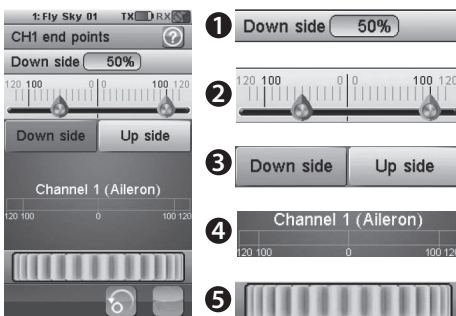 1: Fly Sky 01 TX RX
CH1 end points ?
Down side 50%
120 100 0 0 100 120
Down side Up side
Channel 1 (Aileron)
120 100 0 100 120
1 Down side 50%
2 120 100 0 0 100 120
3 Down side Up side
4 Channel 1 (Aileron)
120 100 0 100 120
5